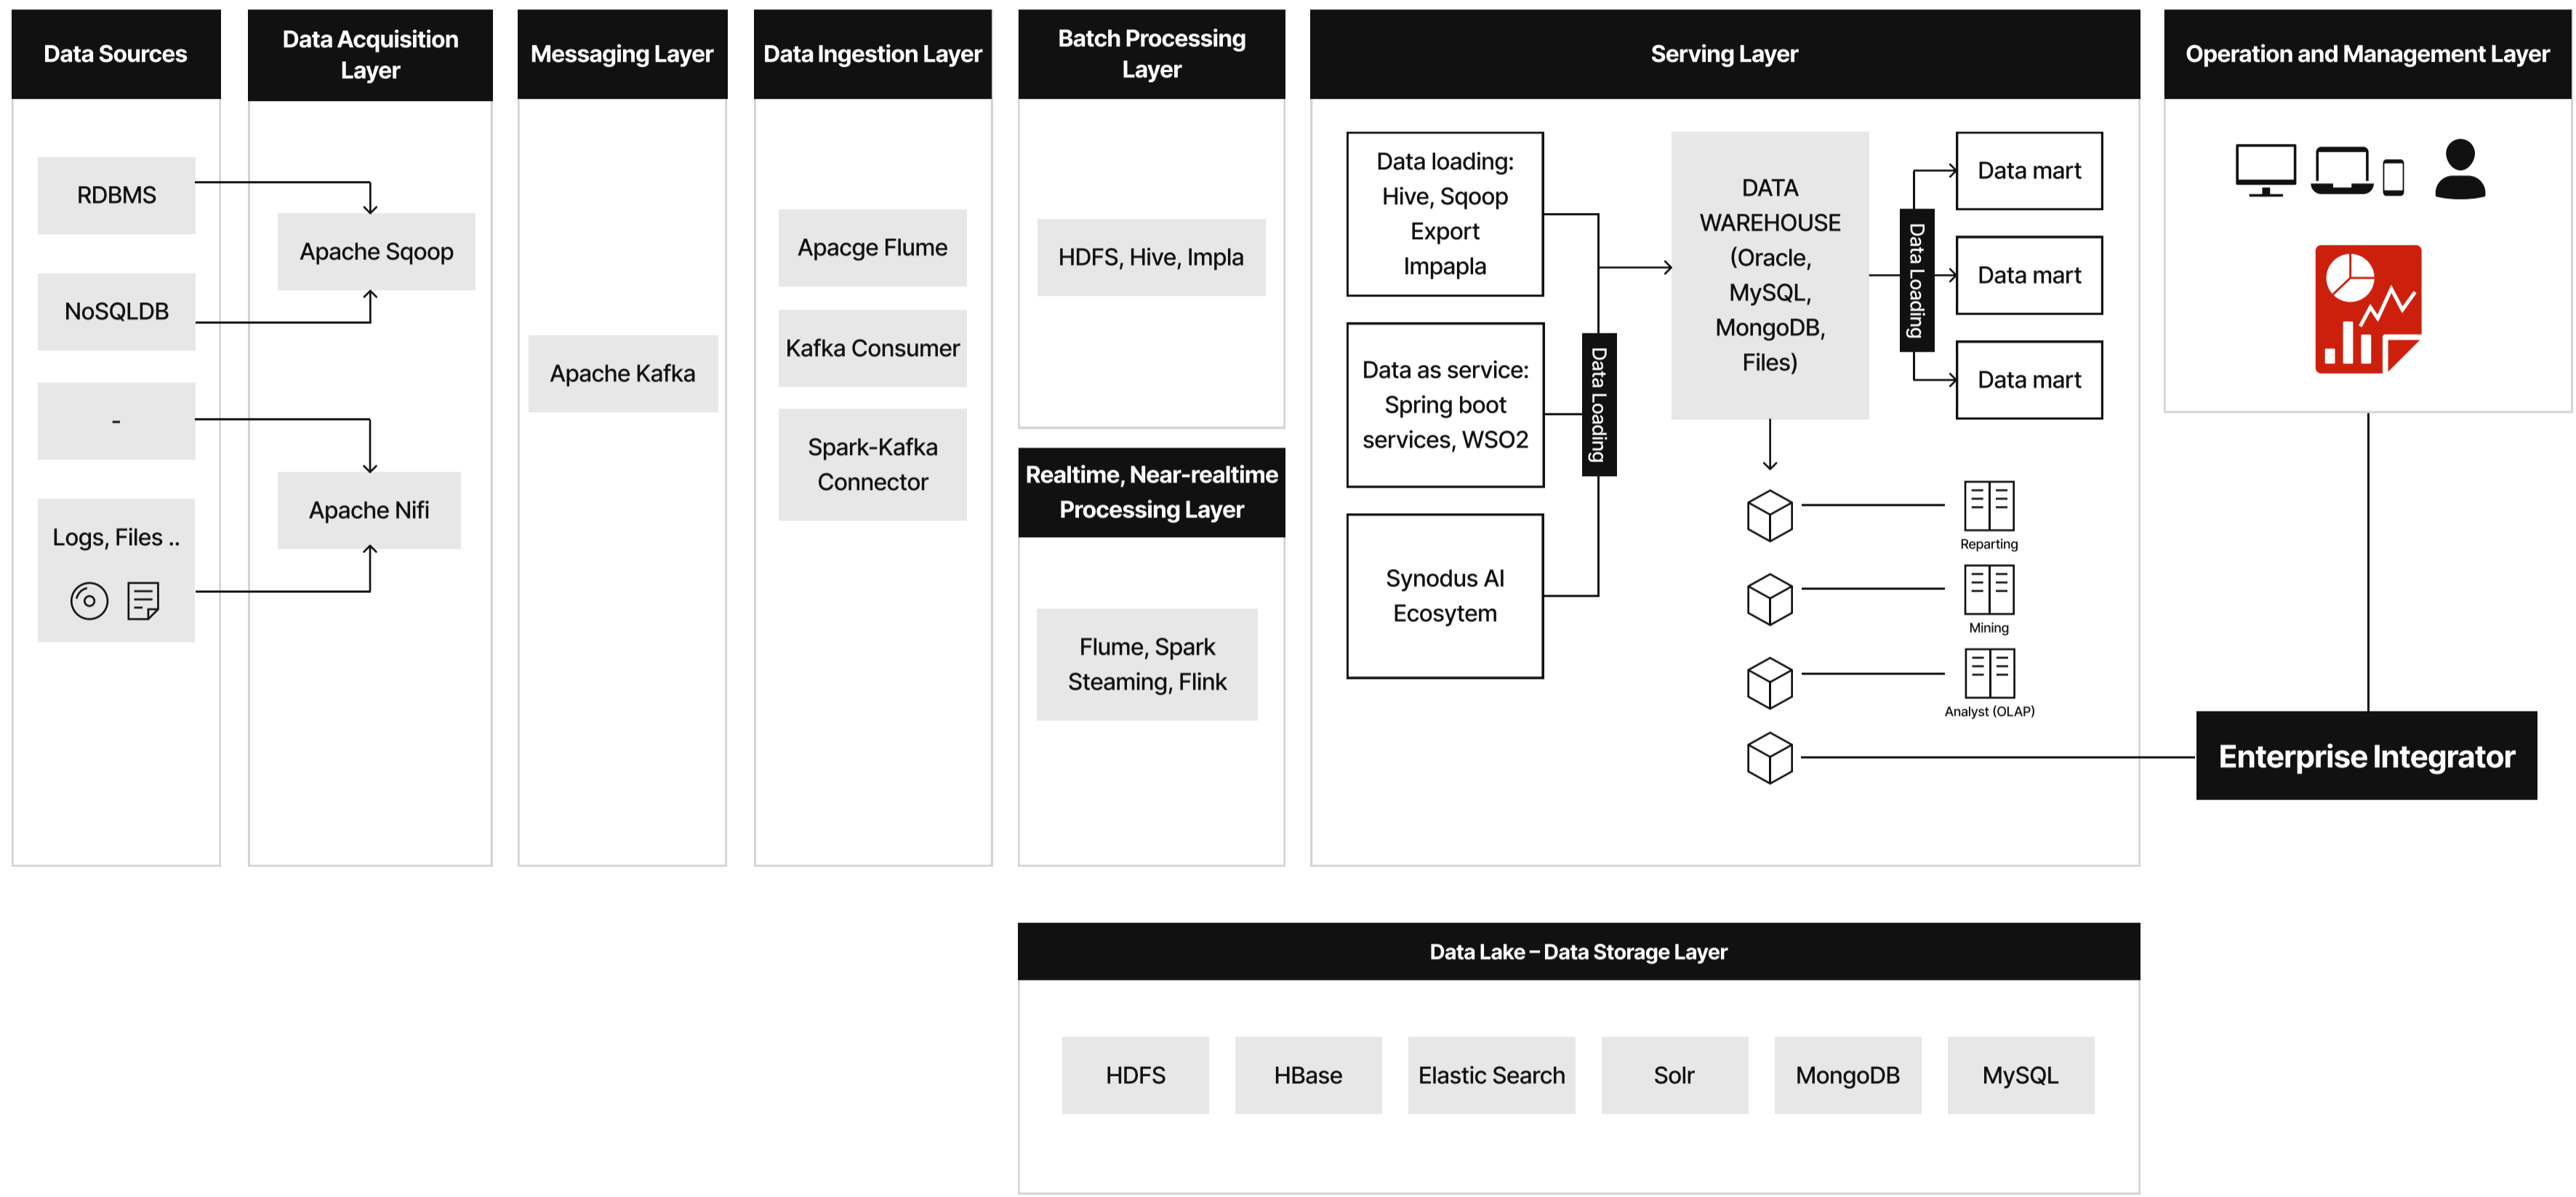 Data Sources
RDBMS
NoSQLDB
-
Logs, Files ..
Data Acquisition
Layer
Apache Sqoop
Apache Nifi
Messaging Layer
Apache Kafka
Data Ingestion Layer
Apacge Flume
Kafka Consumer
Spark-Kafka
Connector
Batch Processing
Layer
HDFS, Hive, Impla
Realtime, Near-realtime
Processing Layer
Flume, Spark
Steaming, Flink
Serving Layer
Data loading:
Hive, Sqoop
Export
Impapla
Data as service:
Spring boot
services, WSO2
Synodus AI
Ecosytem
Data Loading
DATA
WAREHOUSE
(Oracle,
MySQL,
MongoDB,
Files)
Data Loading
Data mart
Data mart
Data mart
Reparting
Mining
Analyst (OLAP)
Operation and Management Layer
Enterprise Integrator
Data Lake – Data Storage Layer
HDFS
HBase
Elastic Search
Solr
MongoDB
MySQL